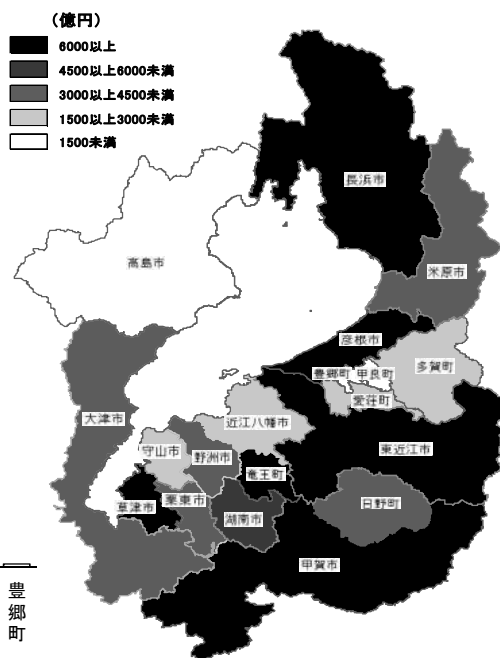 (億円)
6000以上
4500以上6000未満
3000以上4500未満
1500以上3000未満
1500未満
長浜市
高島市
米原市
彦根市
多賀町
豊郷町
甲良町
愛荘町
大津市
近江八幡市
東近江市
守山市
野洲市
竜王町
日野町
草津市
栗東市
湖南市
甲賀市
豊郷町